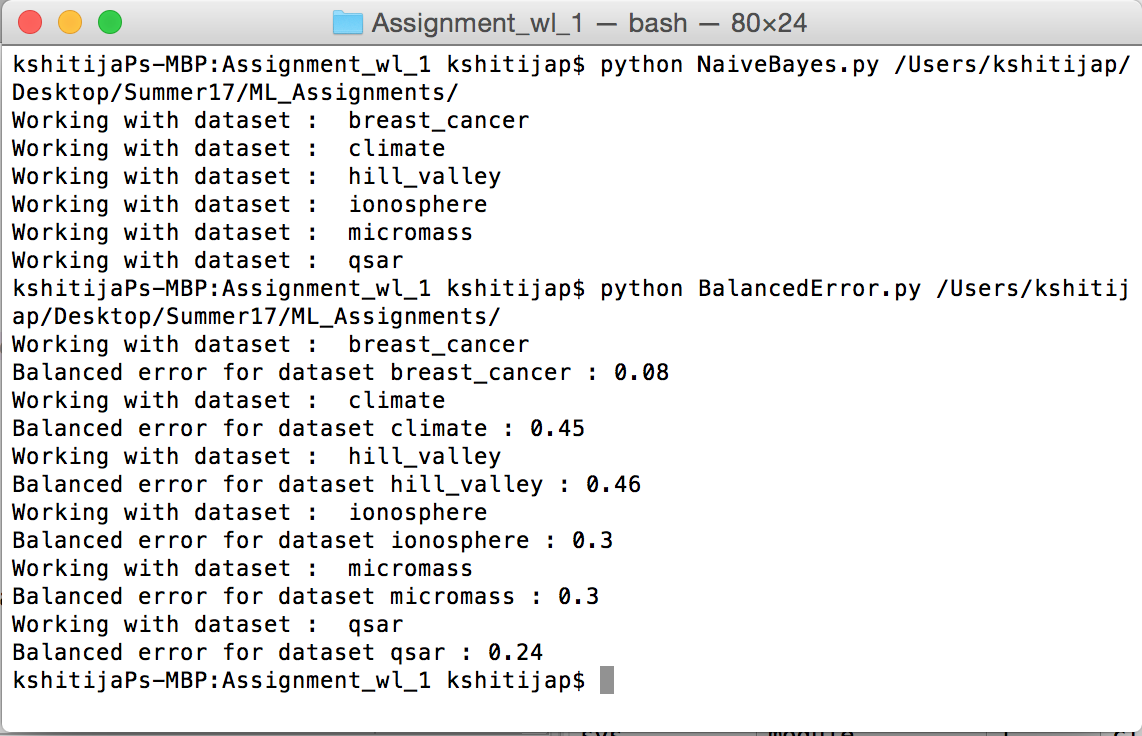 Assignment_wl_1 — bash — 80×24
kshitijaPs-MBP:Assignment_wl_1 kshitijap$ python NaiveBayes.py /Users/kshitijap/
Desktop/Summer17/ML_Assignments/
Working with dataset :  breast_cancer
Working with dataset :  climate
Working with dataset :  hill_valley
Working with dataset :  ionosphere
Working with dataset :  micromass
Working with dataset :  qsar
kshitijaPs-MBP:Assignment_wl_1 kshitijap$ python BalancedError.py /Users/kshitij
ap/Desktop/Summer17/ML_Assignments/
Working with dataset :  breast_cancer
Balanced error for dataset breast_cancer : 0.08
Working with dataset :  climate
Balanced error for dataset climate : 0.45
Working with dataset :  hill_valley
Balanced error for dataset hill_valley : 0.46
Working with dataset :  ionosphere
Balanced error for dataset ionosphere : 0.3
Working with dataset :  micromass
Balanced error for dataset micromass : 0.3
Working with dataset :  qsar
Balanced error for dataset qsar : 0.24
kshitijaPs-MBP:Assignment_wl_1 kshitijap$